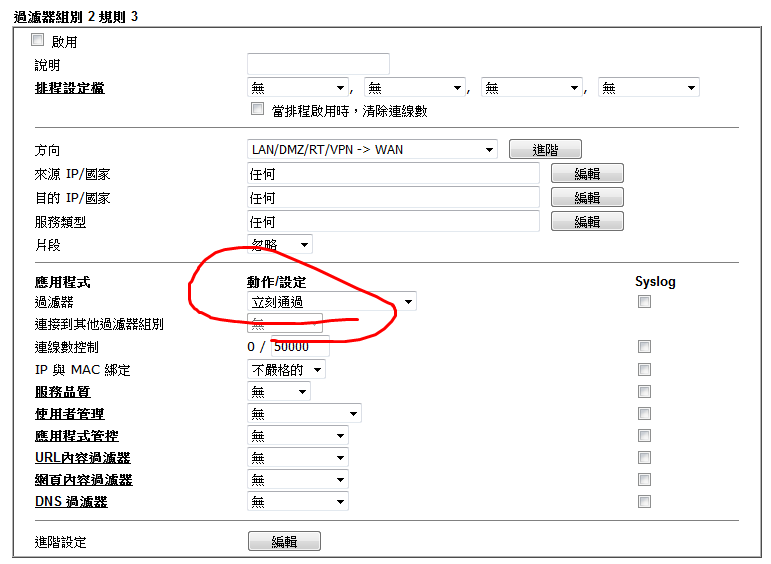 過濾器組別 2 規則 3
啟用
說明
排程設定檔 無 , 無 , 無 , 無
當排程啟用時，清除連線數
方向 LAN/DMZ/RT/VPN -> WAN 進階
來源 IP/國家 任何 編輯
目的 IP/國家 任何 編輯
服務類型 任何 編輯
片段 忽略
應用程式 動作/設定 Syslog
過濾器 立刻通過
連接到其他過濾器組別 無
連線數控制 0 / 50000
IP 與 MAC 綁定 不嚴格的
服務品質 無
使用者管理 無
應用程式管控 無
URL內容過濾器 無
網頁內容過濾器 無
DNS 過濾器 無
進階設定 編輯